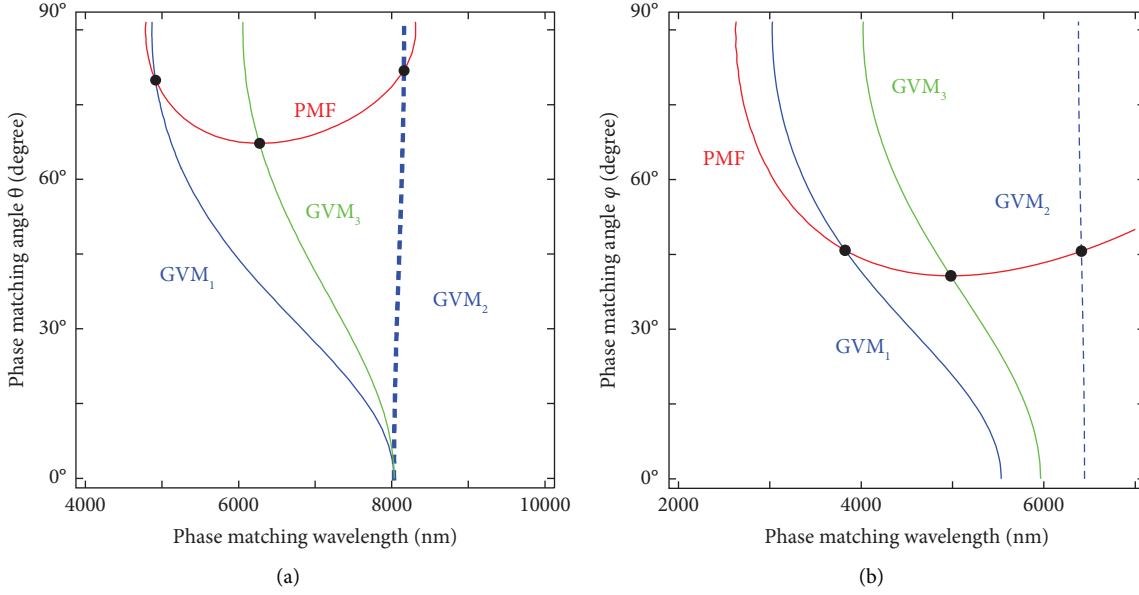 90°
60°
30°
0°
Phase matching angle θ (degree)
PMF
GVM₃
GVM₁
GVM₂
4000 6000 8000 10000
Phase matching wavelength (nm)
(a)
90°
60°
30°
0°
Phase matching angle φ (degree)
GVM₃
PMF
GVM₂
GVM₁
2000 4000 6000
Phase matching wavelength (nm)
(b)